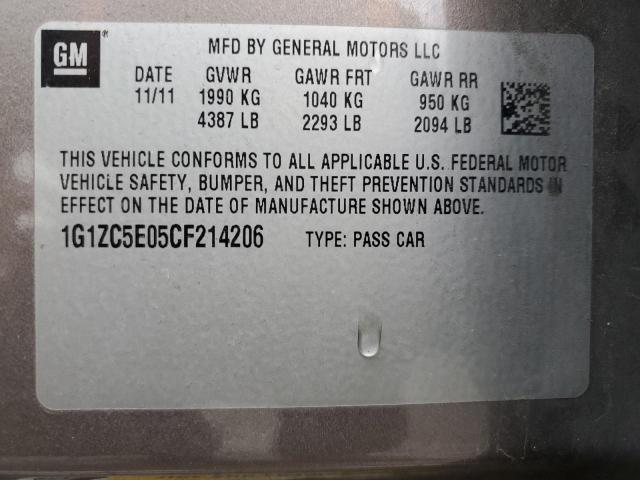 GM
MFD BY GENERAL MOTORS LLC
DATE GVWR GAWR FRT GAWR RR
11/11 1990 KG 1040 KG 950 KG
4387 LB 2293 LB 2094 LB
THIS VEHICLE CONFORMS TO ALL APPLICABLE U.S. FEDERAL MOTOR
VEHICLE SAFETY, BUMPER, AND THEFT PREVENTION STANDARDS IN
EFFECT ON THE DATE OF MANUFACTURE SHOWN ABOVE.
1G1ZC5E05CF214206 TYPE: PASS CAR